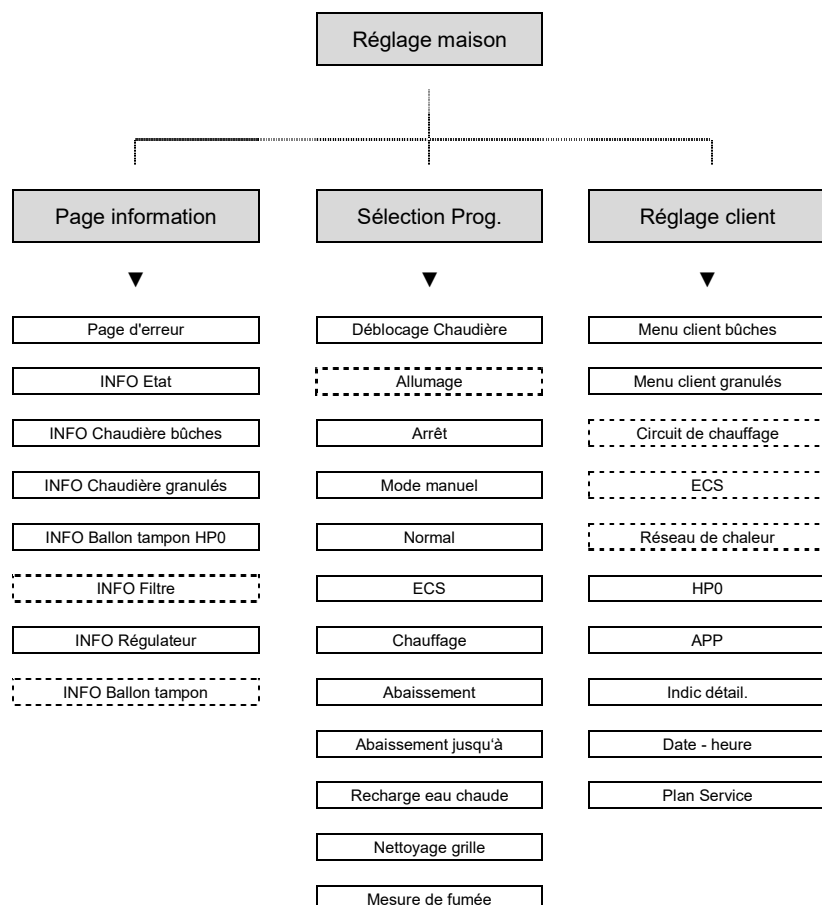 Réglage maison
Page information
Sélection Prog.
Réglage client
Page d'erreur
INFO Etat
INFO Chaudière bûches
INFO Chaudière granulés
INFO Ballon tampon HP0
INFO Filtre
INFO Régulateur
INFO Ballon tampon
Déblocage Chaudière
Allumage
Arrêt
Mode manuel
Normal
ECS
Chauffage
Abaissement
Abaissement jusqu‘à
Recharge eau chaude
Nettoyage grille
Mesure de fumée
Menu client bûches
Menu client granulés
Circuit de chauffage
ECS
Réseau de chaleur
HP0
APP
Indic détail.
Date - heure
Plan Service